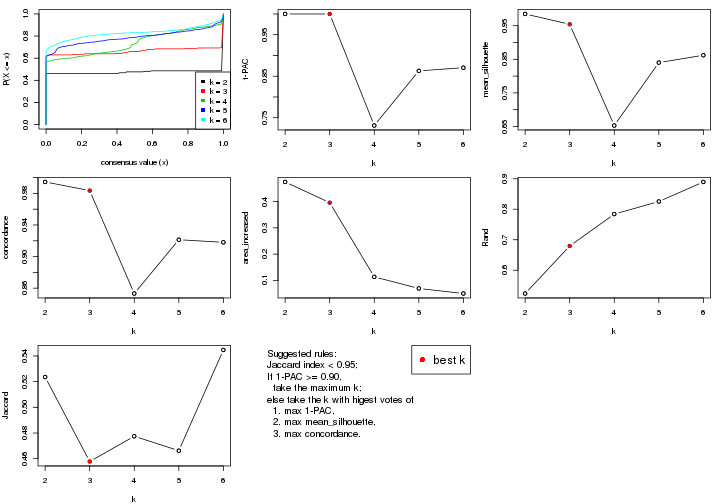 P(X <= x)
0.0 0.2 0.4 0.6 0.8 1.0
k = 2
k = 3
k = 4
k = 5
k = 6
0.0 0.2 0.4 0.6 0.8 1.0
consensus value (x)
1-PAC
0.75 0.85 0.95
2 3 4 5 6
k
mean_silhouette
0.65 0.75 0.85 0.95
2 3 4 5 6
k
concordance
0.86 0.90 0.94 0.98
2 3 4 5 6
k
area_increased
0.1 0.2 0.3 0.4
2 3 4 5 6
k
Rand
0.6 0.7 0.8 0.9
2 3 4 5 6
k
Jaccard
0.46 0.48 0.50 0.52 0.54
2 3 4 5 6
k
Suggested rules:
Jaccard index < 0.95;
If 1-PAC >= 0.90,
take the maximum k;
else take the k with higest votes of
1. max 1-PAC,
2. max mean_silhouette,
3. max concordance.
best k